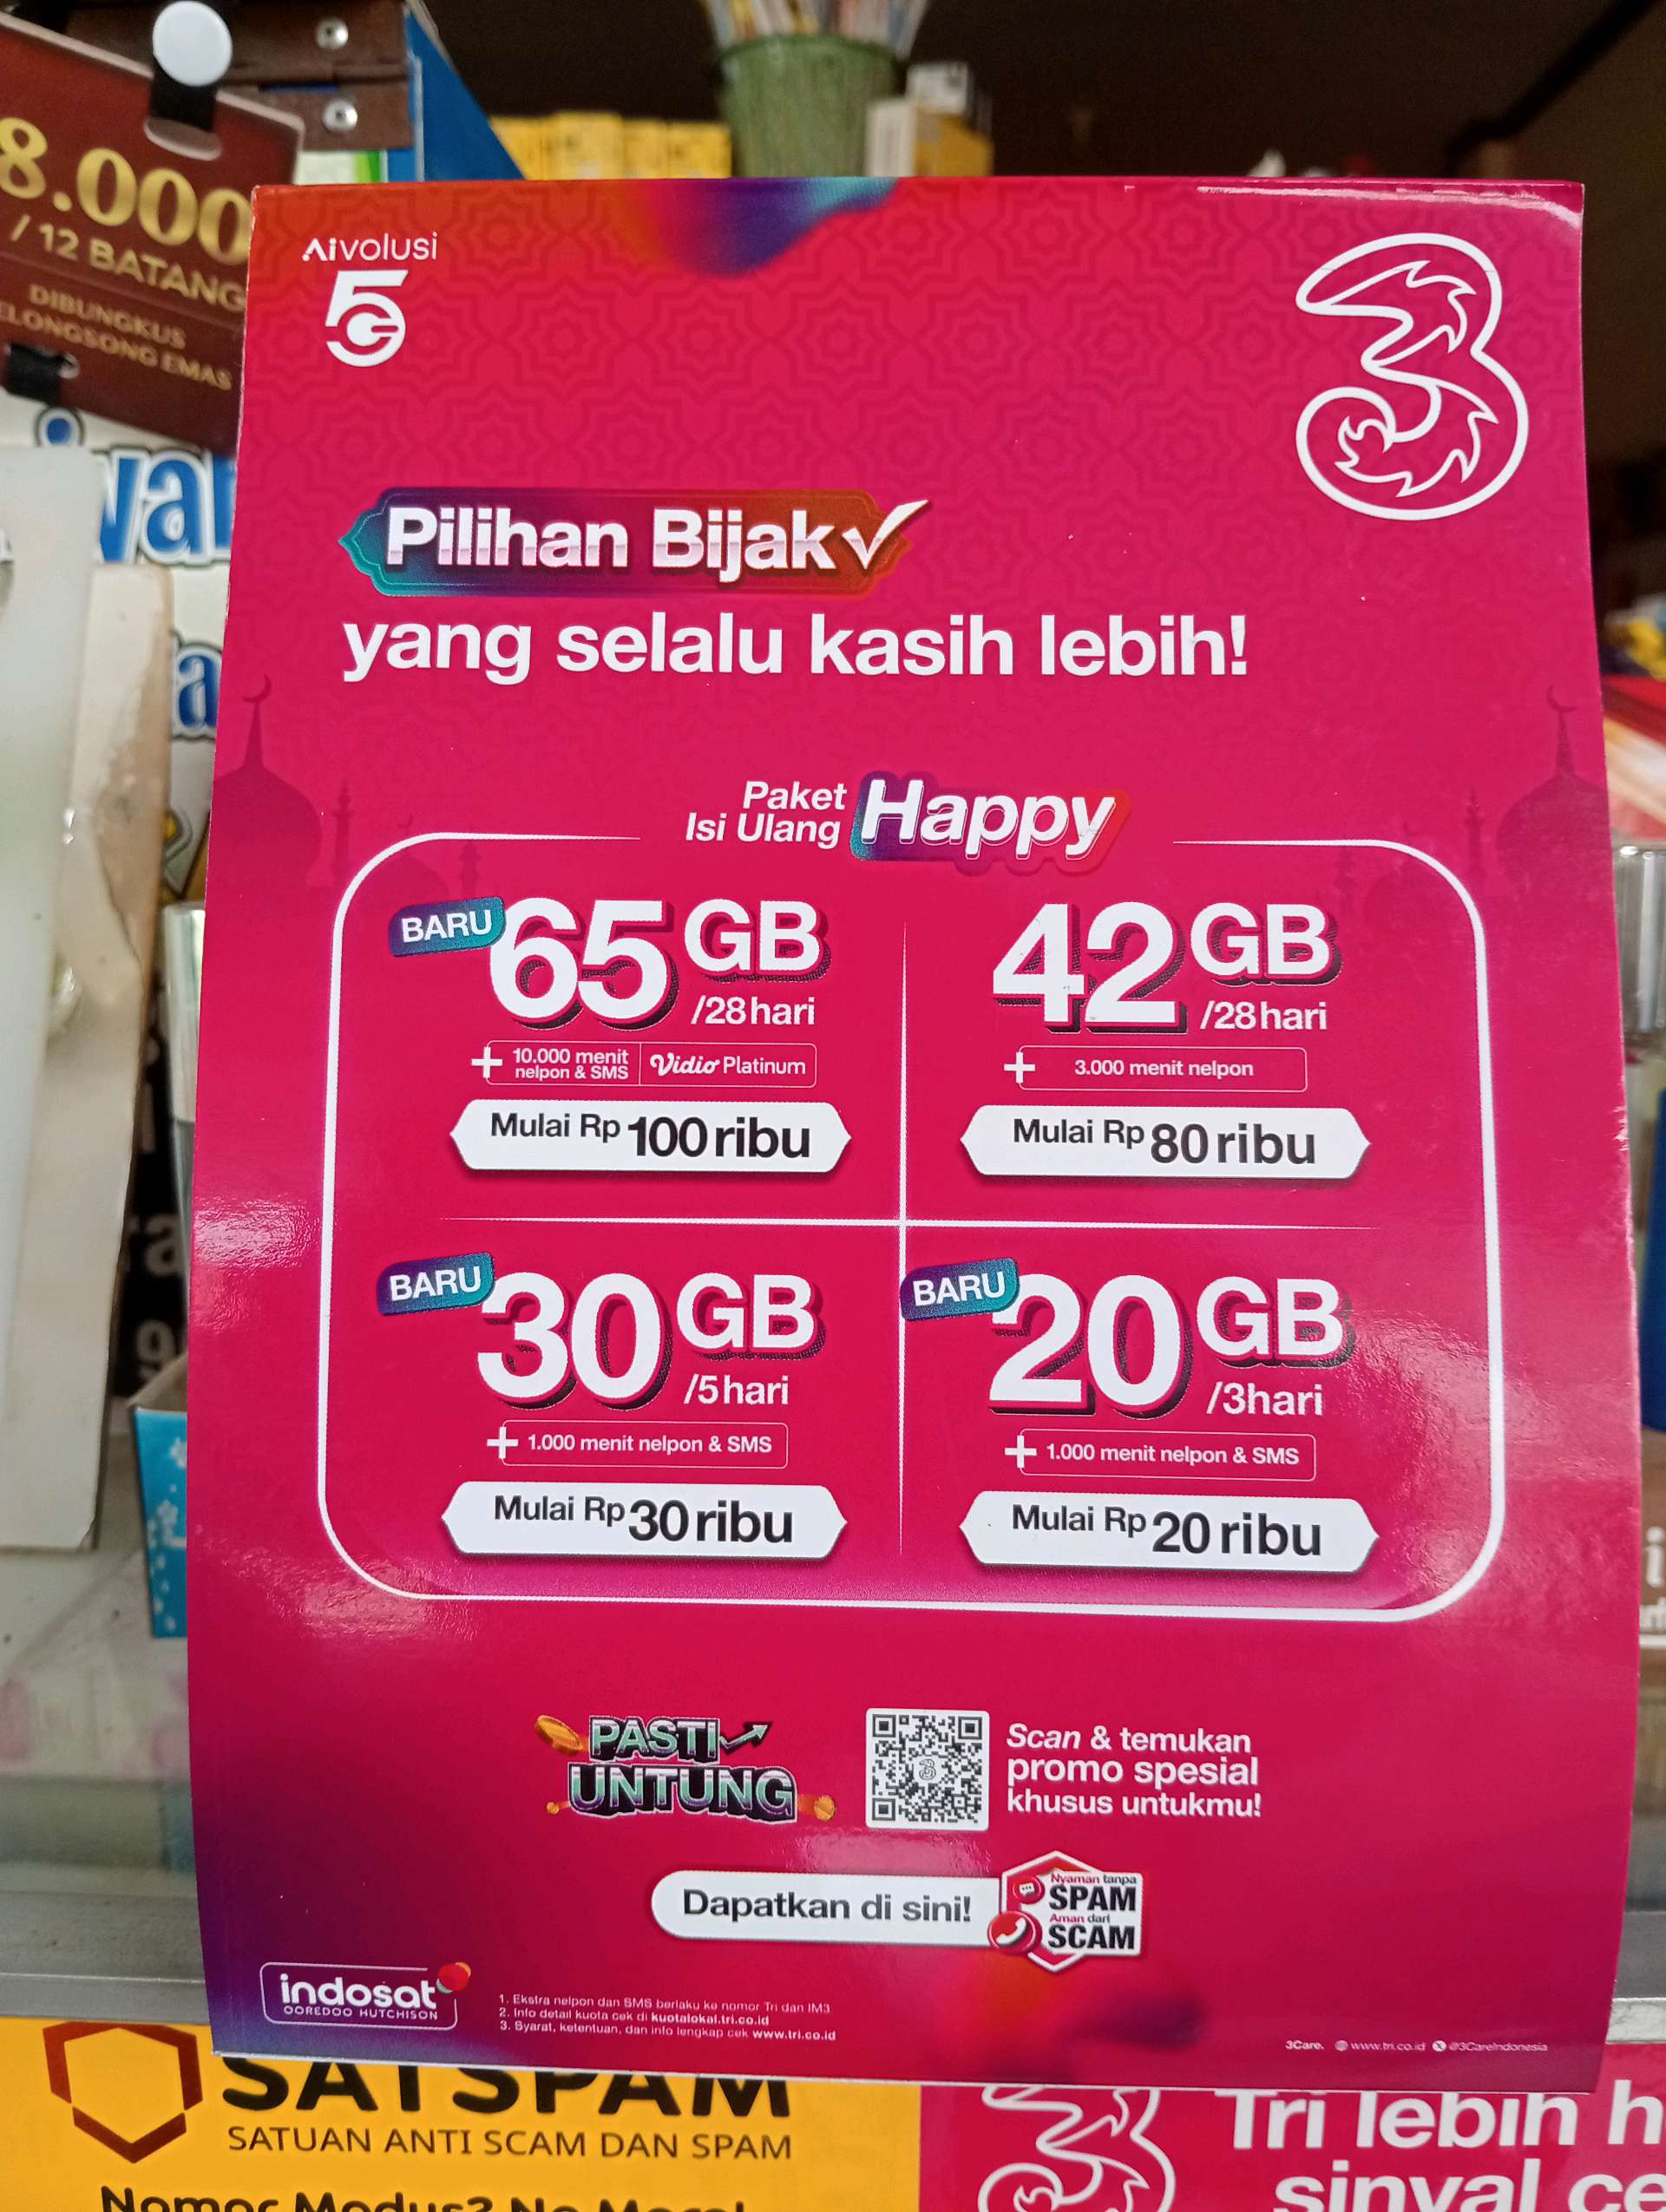 8.000
/ 12 BATANG
DIBUNGKUS
ELONGSONG EMAS
Aivolusi
5G
3
Pilihan Bijak
yang selalu kasih lebih!
Paket
Isi Ulang
Happy
BARU
65 GB
/28 hari
+ 10.000 menit
nelpon & SMS
Vidio Platinum
Mulai Rp 100 ribu
42 GB
/28 hari
+ 3.000 menit nelpon
Mulai Rp 80 ribu
BARU
30 GB
/5 hari
+ 1.000 menit nelpon & SMS
Mulai Rp 30 ribu
BARU
20 GB
/3 hari
+ 1.000 menit nelpon & SMS
Mulai Rp 20 ribu
PASTI
UNTUNG
Scan & temukan
promo spesial
khusus untukmu!
Dapatkan di sini!
Nyaman tanpa
SPAM
Aman dari
SCAM
indosat
OOREDOO HUTCHISON
1. Ekstra nelpon dan SMS berlaku ke nomor Tri dan IM3
2. Info detail kuota cek di kuotalokal.tri.co.id
3. Syarat, ketentuan, dan info lengkap cek www.tri.co.id
3Care. www.tri.co.id @3CareIndonesia
SATSPAM
SATUAN ANTI SCAM DAN SPAM
Nomor Modus? No More!
Tri lebih h
sinyal ce